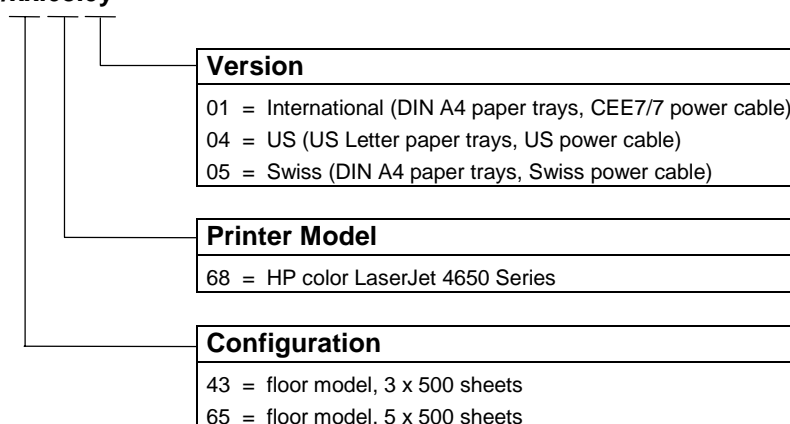 Version
01 = International (DIN A4 paper trays, CEE7/7 power cable)
04 = US (US Letter paper trays, US power cable)
05 = Swiss (DIN A4 paper trays, Swiss power cable)
Printer Model
68 = HP color LaserJet 4650 Series
Configuration
43 = floor model, 3 x 500 sheets
65 = floor model, 5 x 500 sheets